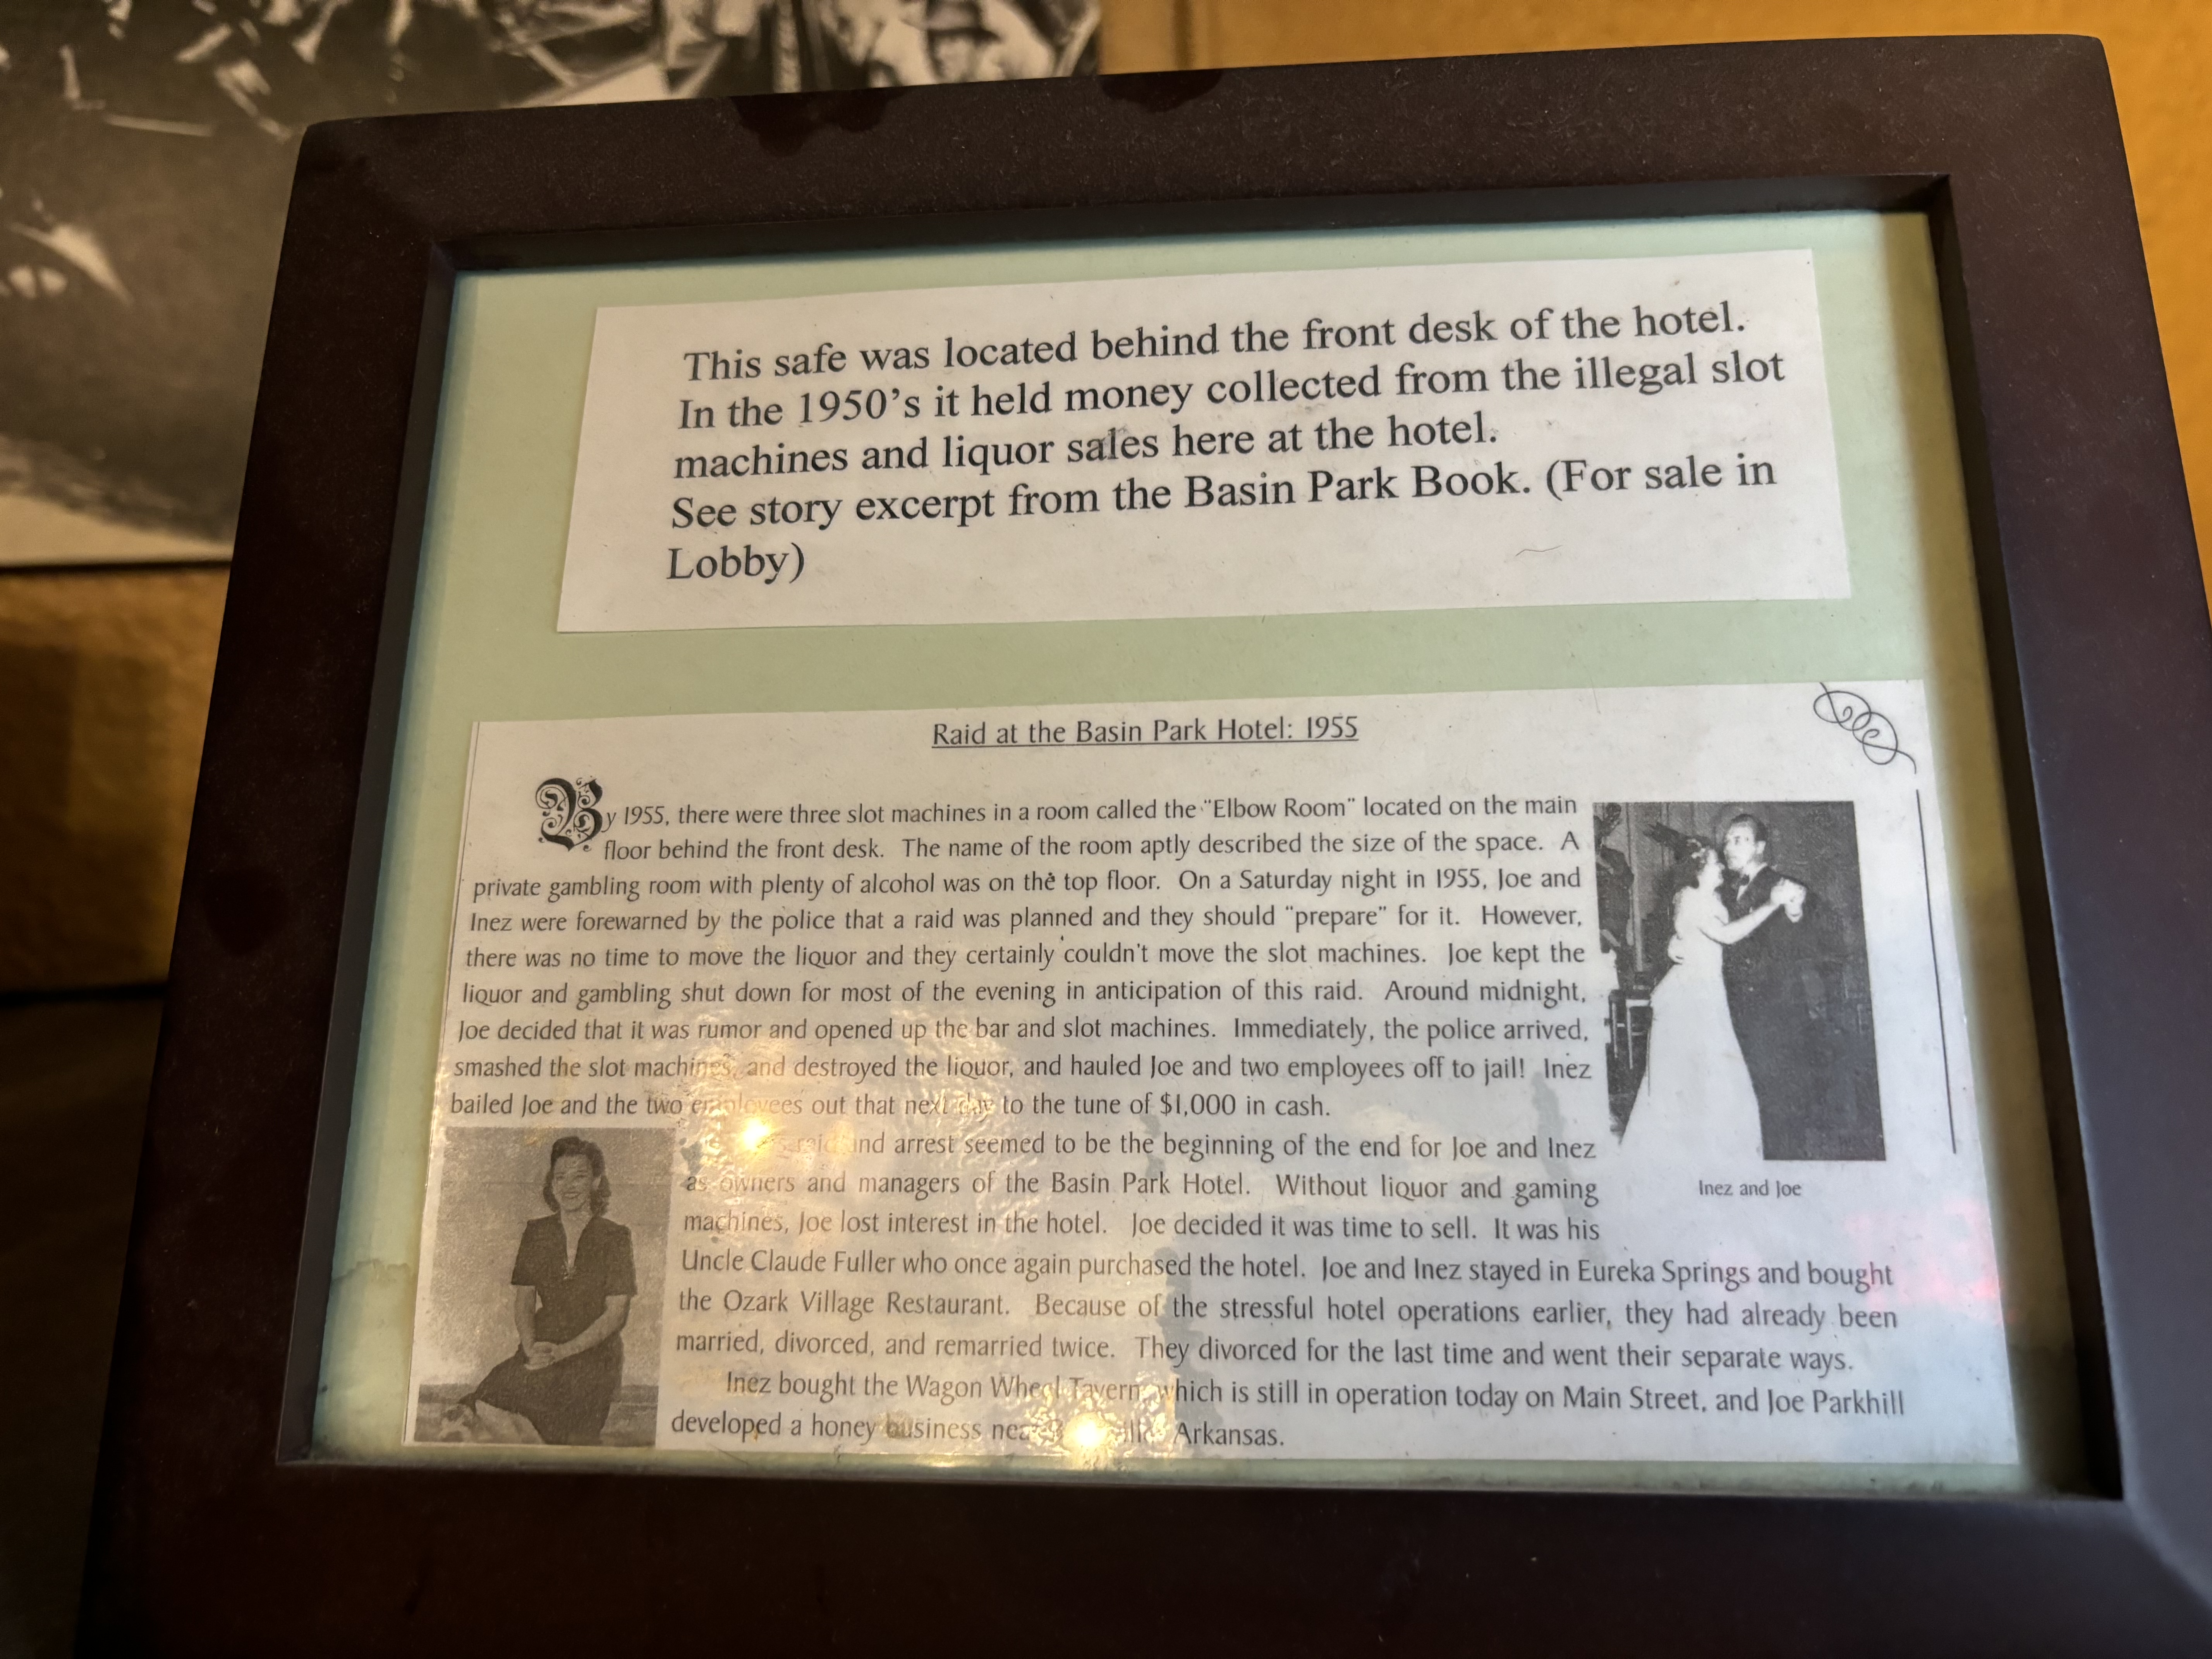 This safe was located behind the front desk of the hotel.
In the 1950's it held money collected from the illegal slot
machines and liquor sales here at the hotel.
See story excerpt from the Basin Park Book. (For sale in
Lobby)
Raid at the Basin Park Hotel: 1955
By 1955, there were three slot machines in a room called the "Elbow Room" located on the main
floor behind the front desk. The name of the room aptly described the size of the space. A
private gambling room with plenty of alcohol was on the top floor. On a Saturday night in 1955, Joe and
Inez were forewarned by the police that a raid was planned and they should "prepare" for it. However,
there was no time to move the liquor and they certainly couldn't move the slot machines. Joe kept the
liquor and gambling shut down for most of the evening in anticipation of this raid. Around midnight,
Joe decided that it was rumor and opened up the bar and slot machines. Immediately, the police arrived,
smashed the slot machines, and destroyed the liquor, and hauled Joe and two employees off to jail! Inez
bailed Joe and the two employees out that next day to the tune of $1,000 in cash.
raid and arrest seemed to be the beginning of the end for Joe and Inez
as owners and managers of the Basin Park Hotel. Without liquor and gaming
machines, Joe lost interest in the hotel. Joe decided it was time to sell. It was his
Uncle Claude Fuller who once again purchased the hotel. Joe and Inez stayed in Eureka Springs and bought
the Ozark Village Restaurant. Because of the stressful hotel operations earlier, they had already been
married, divorced, and remarried twice. They divorced for the last time and went their separate ways.
Inez bought the Wagon Wheel Tavern, which is still in operation today on Main Street, and Joe Parkhill
developed a honey business near Arkansas.
Inez and Joe